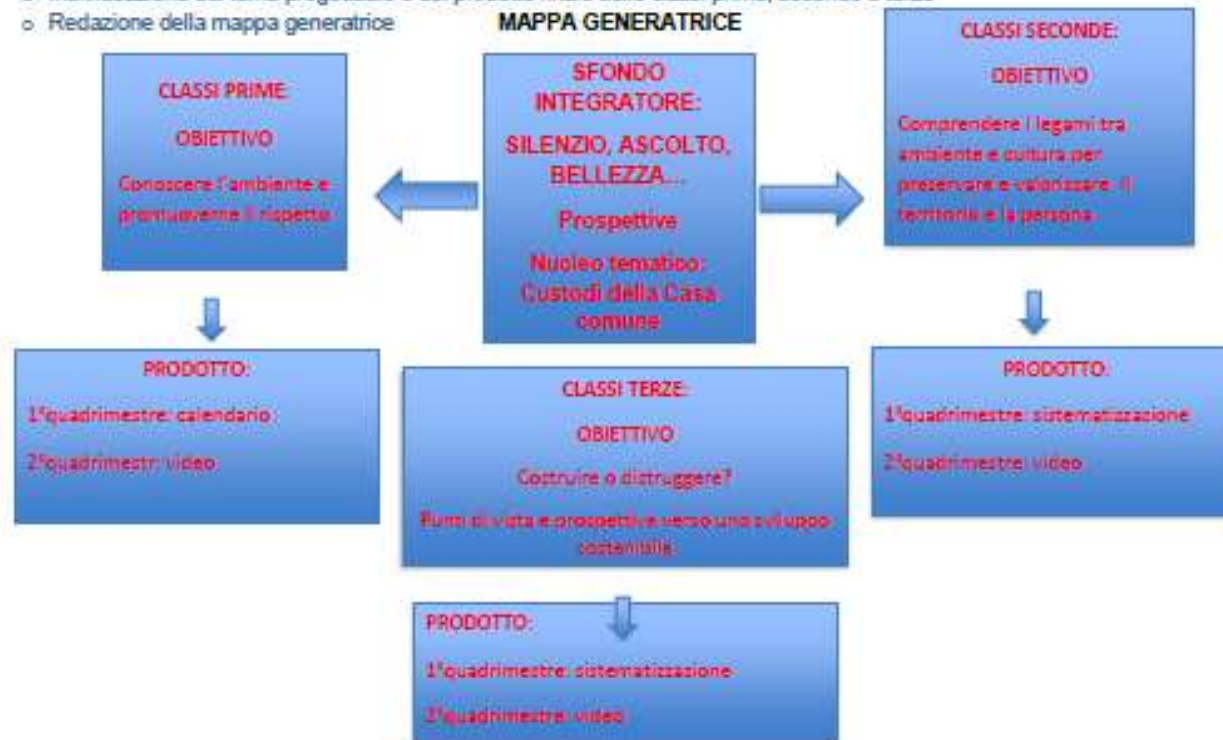 Redazione della mappa generatrice
MAPPA GENERATRICE
CLASSI PRIME:
OBIETTIVO
Conoscere l'ambiente e
promuoverne il rispetto
SFONDO
INTEGRATORE:
SILENZIO, ASCOLTO,
BELLEZZA...
Prospettive
Nucleo tematico:
Custodi della Casa
comune
CLASSI SECONDE:
OBIETTIVO
Comprendere i legami tra
ambiente e cultura per
preservare e valorizzare il
territorio e la persona
PRODOTTO:
1°quadrimestre: calendario
2°quadrimestr: video
CLASSI TERZE:
OBIETTIVO
Costruire o distruggere?
Punti di vista e prospettive verso uno sviluppo
sostenibile
PRODOTTO:
1°quadrimestre: sistematizzazione
2°quadrimestre: video
PRODOTTO:
1°quadrimestre: sistematizzazione
2°quadrimestre: video